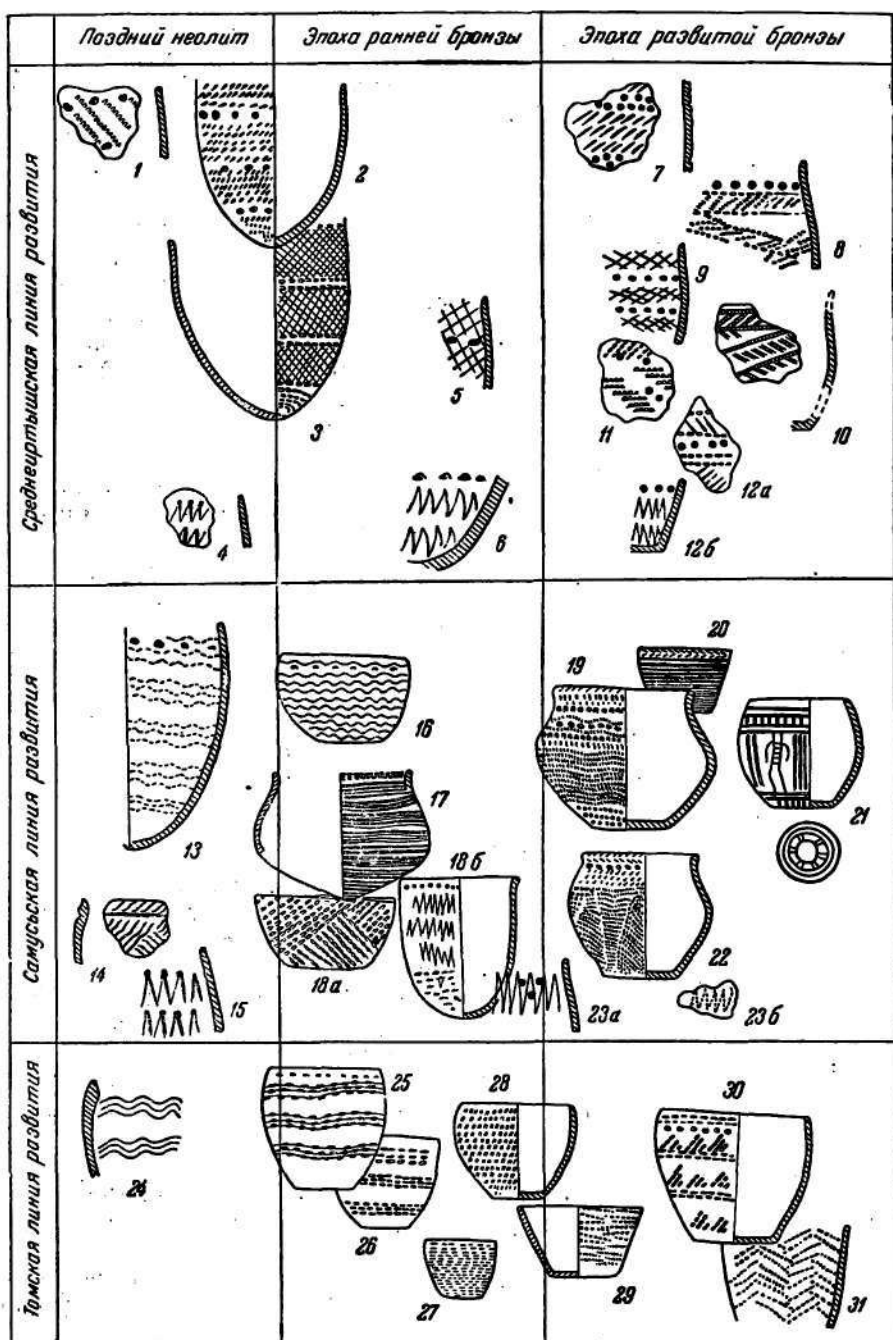 Поздний неолит
Эпоха ранней бронзы
Эпоха развитой бронзы
Среднеиртышская линия развития
1
2
3
4
5
6
7
8
9
10
11
12а
12б
Самусьская линия развития
13
14
15
16
17
18а
18б
19
20
21
22
23а
23б
Томская линия развития
24
25
26
27
28
29
30
31